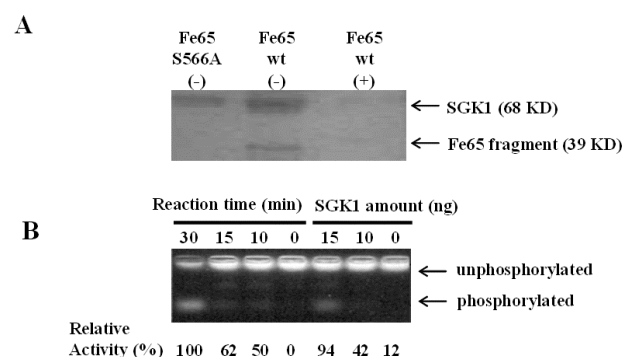 A
Fe65 Fe65 Fe65
S566A wt wt
(-) (-) (+)
SGK1 (68 KD)
Fe65 fragment (39 KD)
B
Reaction time (min) SGK1 amount (ng)
30 15 10 0 15 10 0
unphosphorylated
phosphorylated
Relative
Activity (%) 100 62 50 0 94 42 12